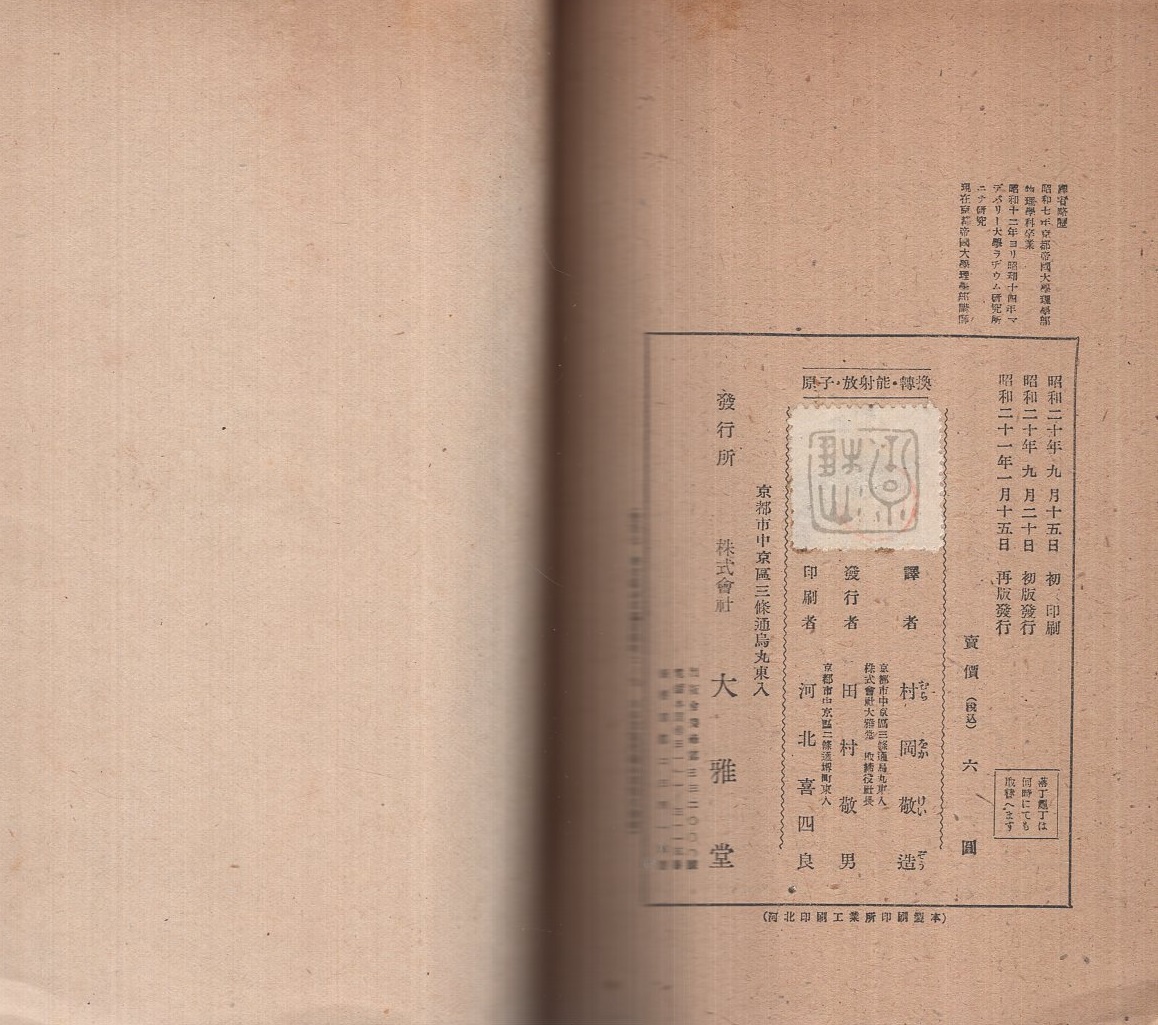 譯者略歷
昭和七年京都帝國大學理學部
物理學科卒業
昭和十二年ヨリ昭和十四年マ
デパリー大學ラヂウム研究所
ニテ研究
現在京都帝國大學理學部講師
昭和二十年九月十五日 初印刷
昭和二十年九月二十日 初版發行
昭和二十一年一月十五日 再版發行
落丁亂丁は
何時にても
取替へます
賣價（稅込） 六圓
原子・放射能・轉換
譯者 村岡敬造
むら をか けい ぞう
京都市中京區三條通烏丸東入
株式會社大雅堂 取締役社長
發行者 田村敬男
京都市中京區二條通堺町東入
印刷者 河北喜四良
京都市中京區三條通烏丸東入
發行所 株式會社 大雅堂
（河北印刷工業所印刷製本）